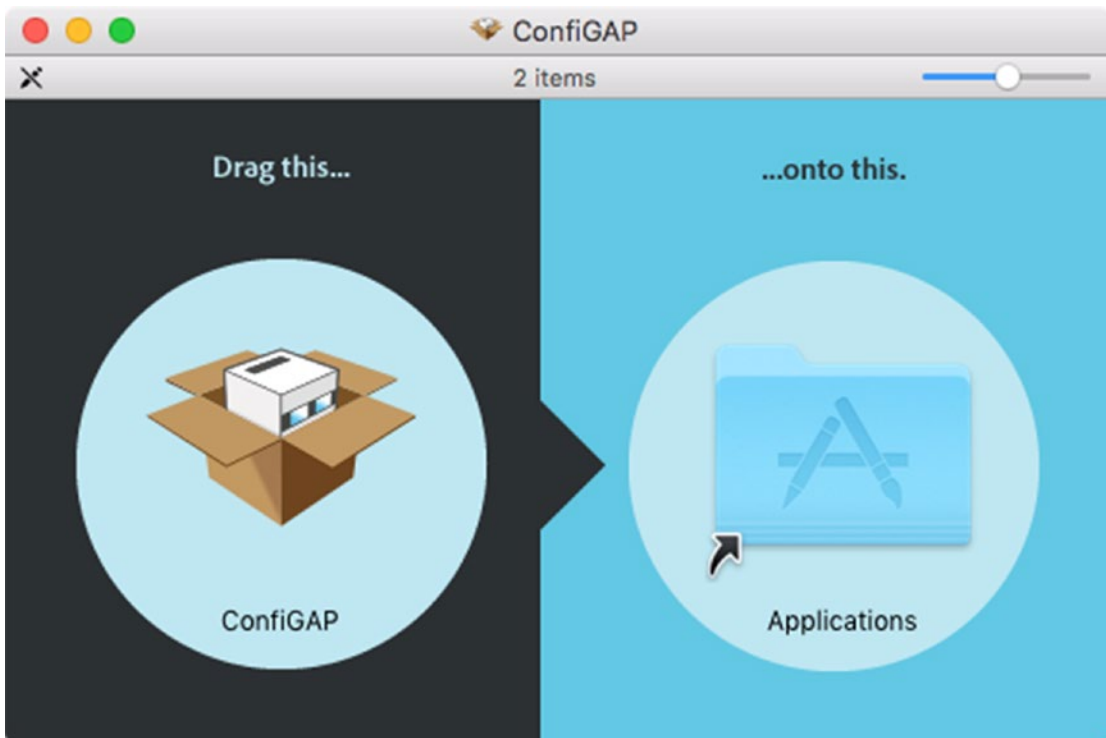 ConfiGAP
2 items
Drag this...
...onto this.
ConfiGAP
Applications